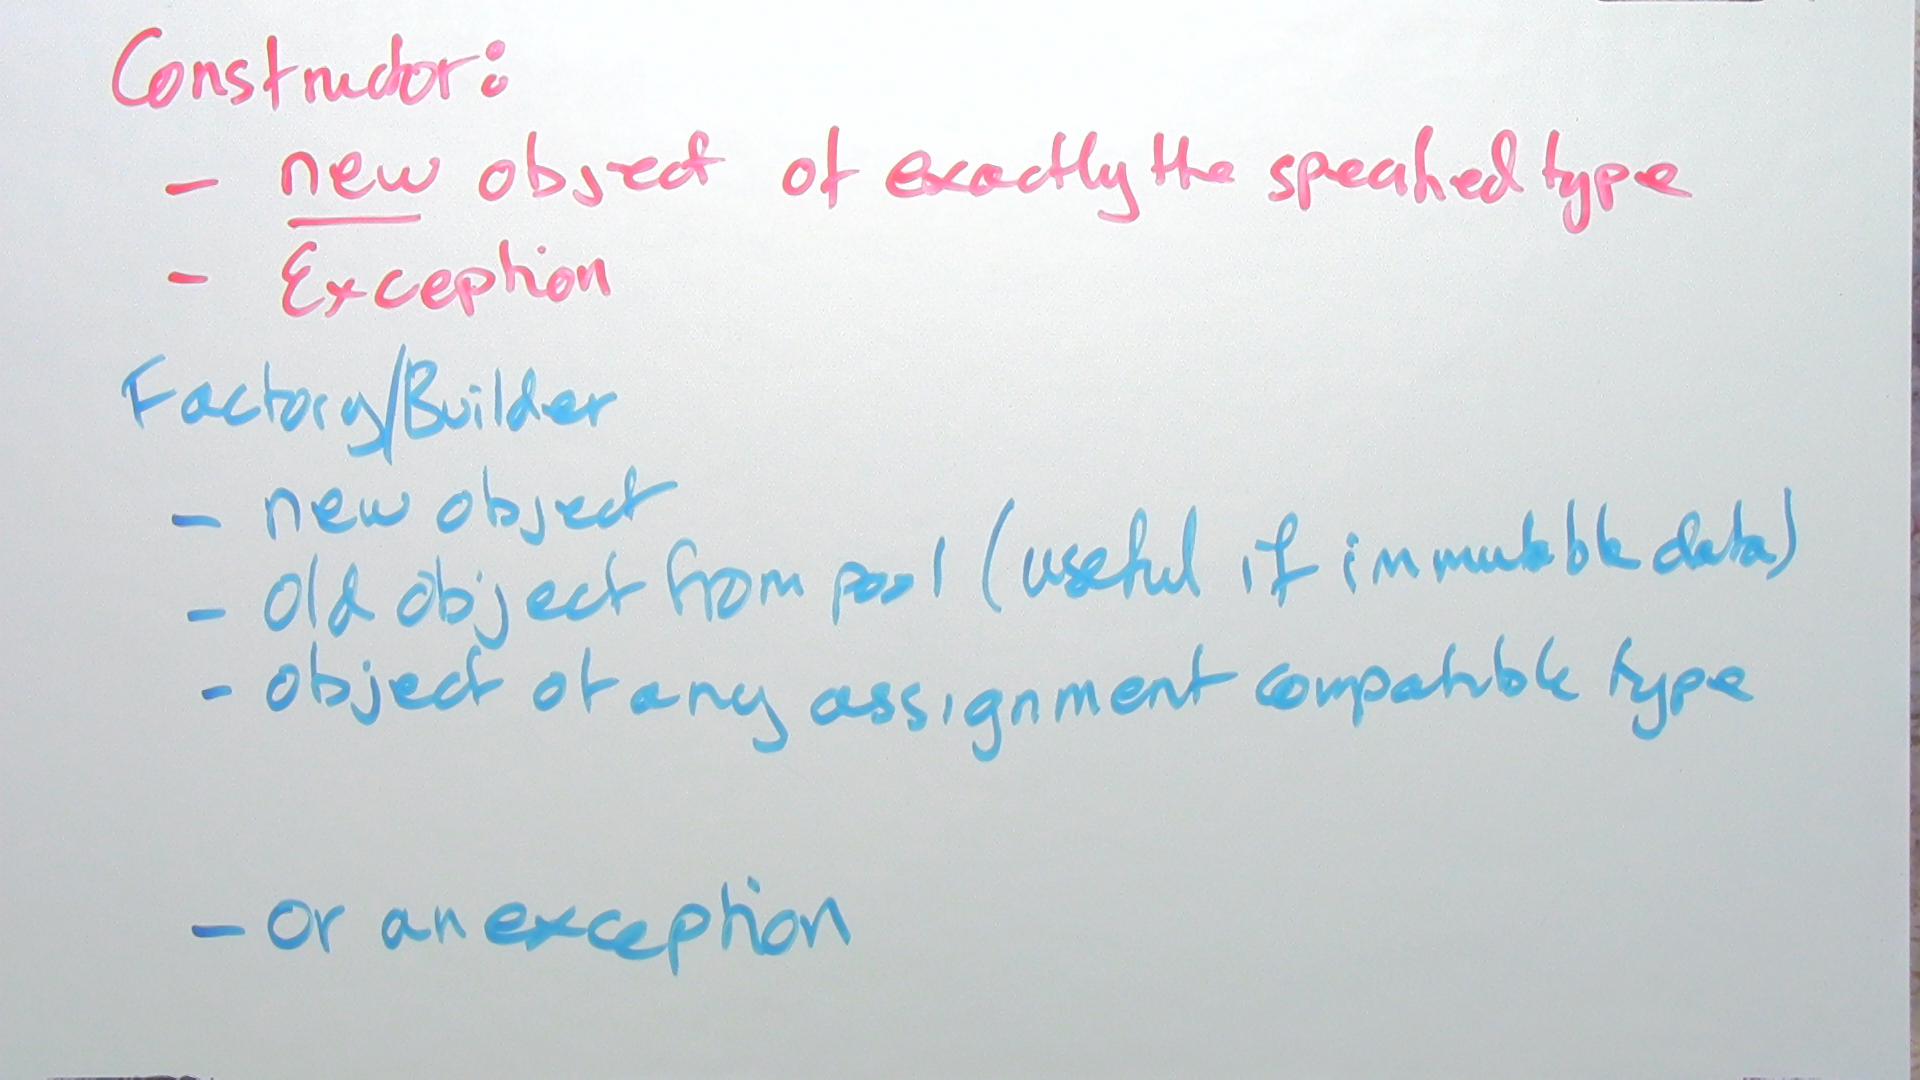 Constructor:
- new object of exactly the specified type
- Exception
Factory/Builder
- new object
- Old object from pool (useful if immutable data)
- object of any assignment compatible type
- or an exception